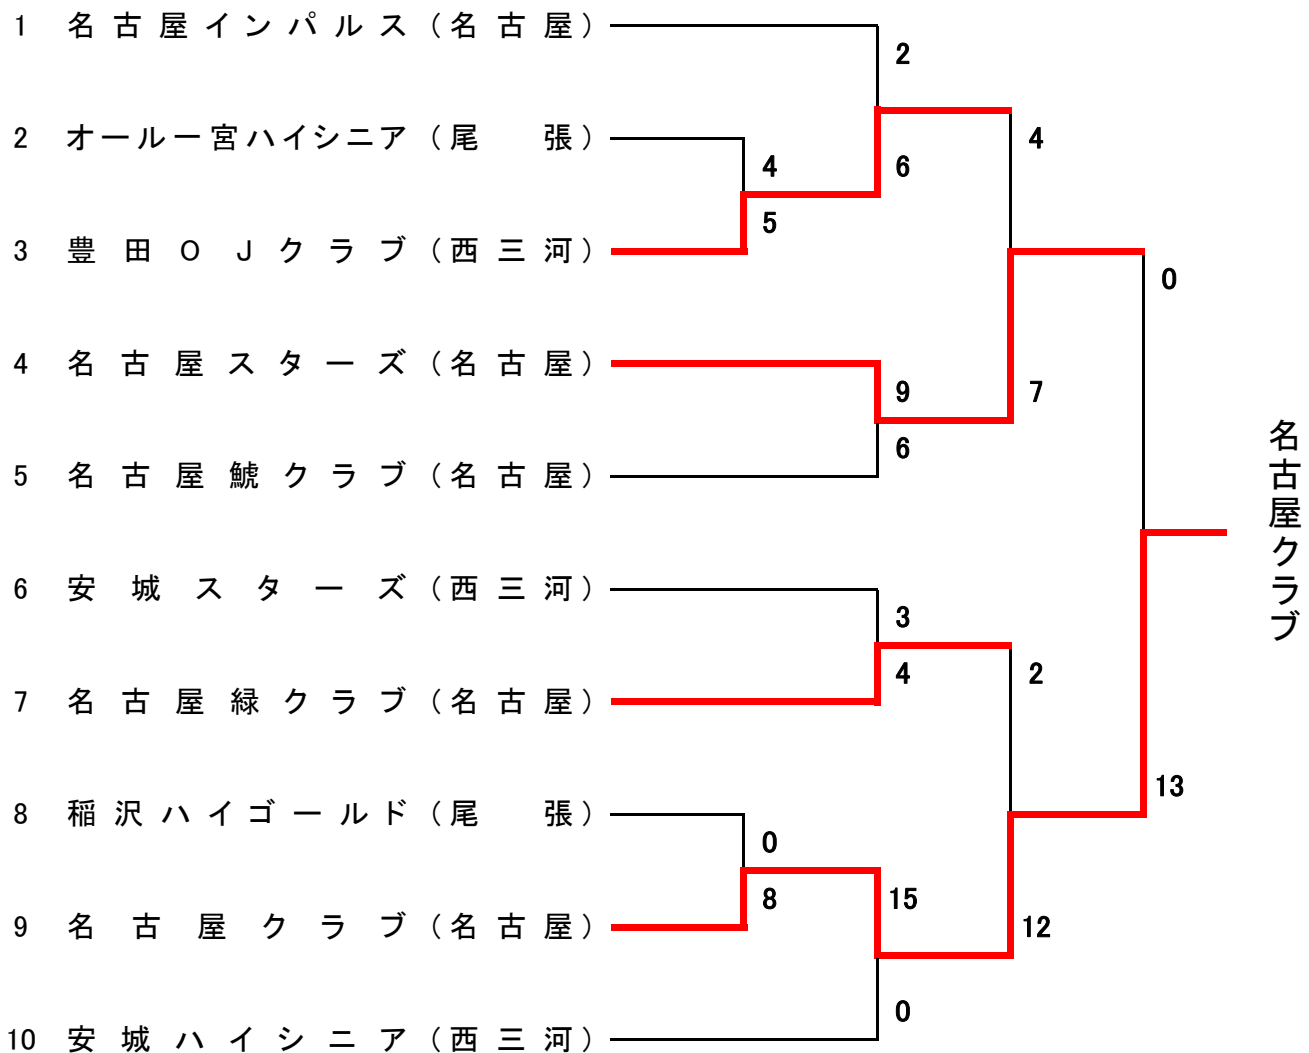 1 名古屋インパルス（名古屋）
2
2 オール一宮ハイシニア（尾　張）
4
4
6
5
3 豊田ＯＪクラブ（西三河）
0
4 名古屋スターズ（名古屋）
9
7
6
5 名古屋鯱クラブ（名古屋）
名古屋クラブ
6 安城スターズ（西三河）
3
4
2
7 名古屋緑クラブ（名古屋）
13
8 稲沢ハイゴールド（尾　張）
0
8
15
9 名古屋クラブ（名古屋）
12
0
10 安城ハイシニア（西三河）